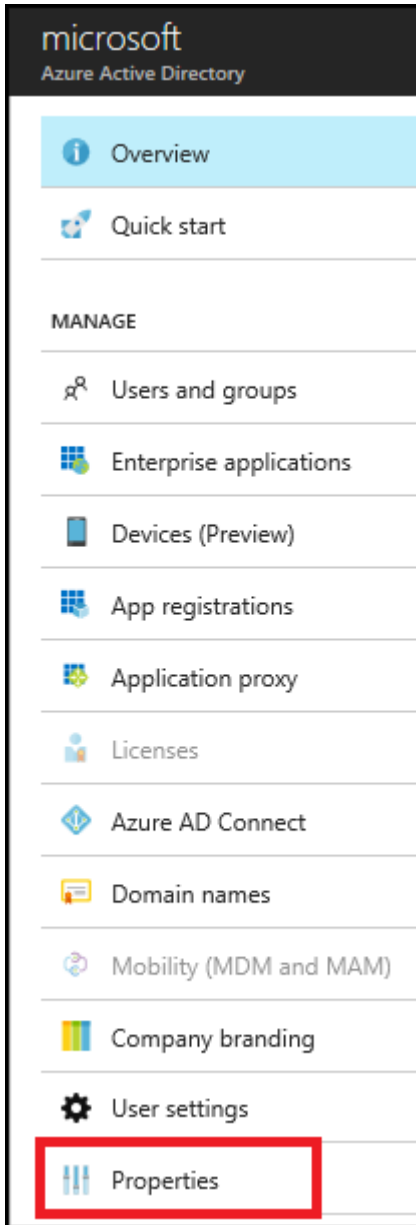 microsoft
Azure Active Directory
Overview
Quick start
MANAGE
Users and groups
Enterprise applications
Devices (Preview)
App registrations
Application proxy
Licenses
Azure AD Connect
Domain names
Mobility (MDM and MAM)
Company branding
User settings
Properties